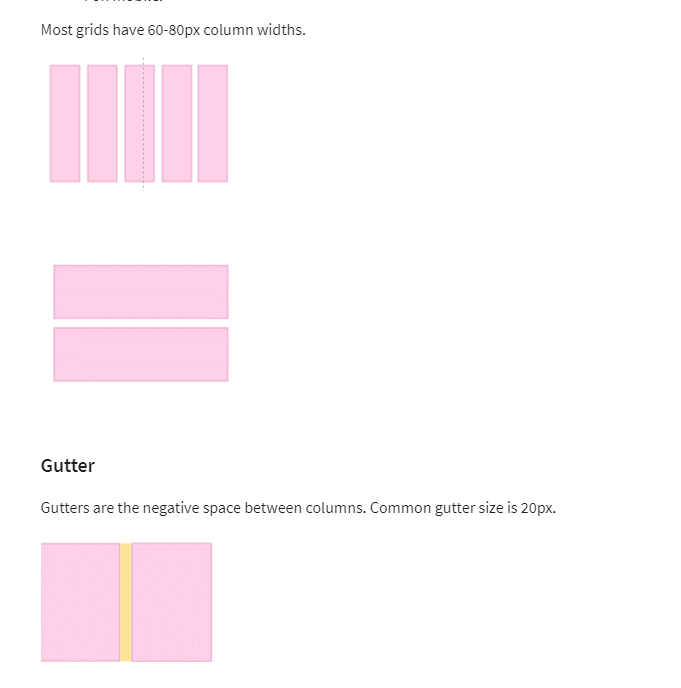 Most grids have 60-80px column widths.
Gutter
Gutters are the negative space between columns. Common gutter size is 20px.